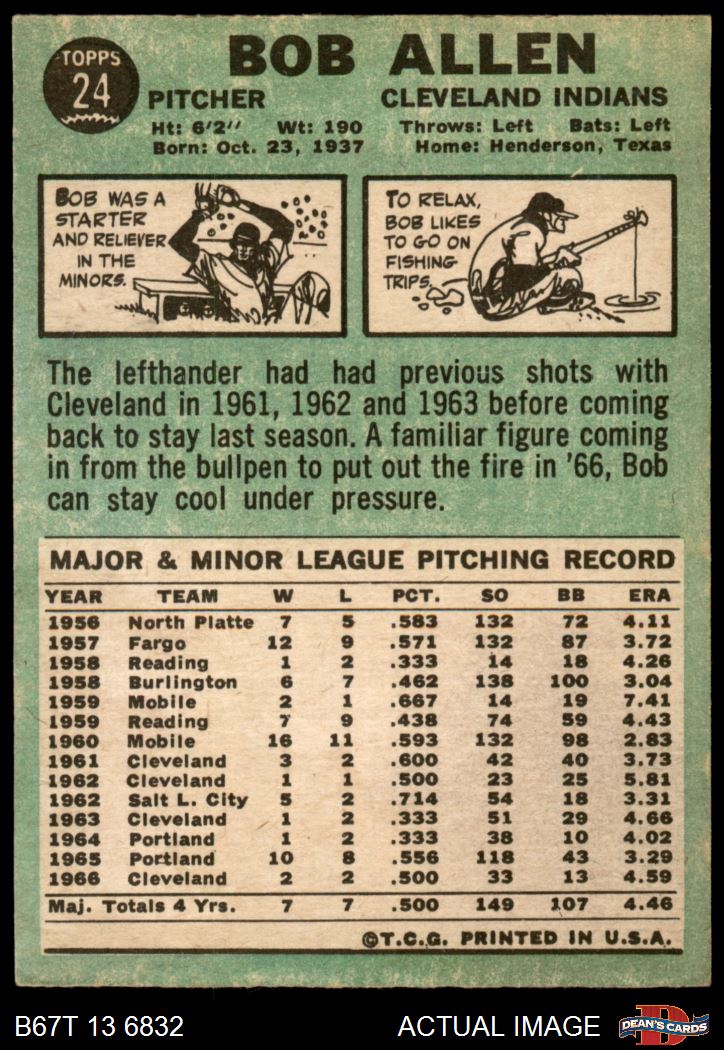 TOPPS
24
BOB ALLEN
PITCHER
CLEVELAND INDIANS
Ht: 6'2" Wt: 190 Throws: Left Bats: Left
Born: Oct. 23, 1937 Home: Henderson, Texas
BOB WAS A
STARTER
AND RELIEVER
IN THE
MINORS.
TO RELAX,
BOB LIKES
TO GO ON
FISHING
TRIPS.
The lefthander had had previous shots with
Cleveland in 1961, 1962 and 1963 before coming
back to stay last season. A familiar figure coming
in from the bullpen to put out the fire in '66, Bob
can stay cool under pressure.
MAJOR & MINOR LEAGUE PITCHING RECORD
YEAR TEAM W L PCT. SO BB ERA
1956 North Platte 7 5 .583 132 72 4.11
1957 Fargo 12 9 .571 132 87 3.72
1958 Reading 1 2 .333 14 18 4.26
1958 Burlington 6 7 .462 138 100 3.04
1959 Mobile 2 1 .667 14 19 7.41
1959 Reading 7 9 .438 74 59 4.43
1960 Mobile 16 11 .593 132 98 2.83
1961 Cleveland 3 2 .600 42 40 3.73
1962 Cleveland 1 1 .500 23 25 5.81
1962 Salt L. City 5 2 .714 54 18 3.31
1963 Cleveland 1 2 .333 51 29 4.66
1964 Portland 1 2 .333 38 10 4.02
1965 Portland 10 8 .556 118 43 3.29
1966 Cleveland 2 2 .500 33 13 4.59
Maj. Totals 4 Yrs. 7 7 .500 149 107 4.46
©T.C.G. PRINTED IN U.S.A.
B67T 13 6832
ACTUAL IMAGE
D
DEAN'S CARDS